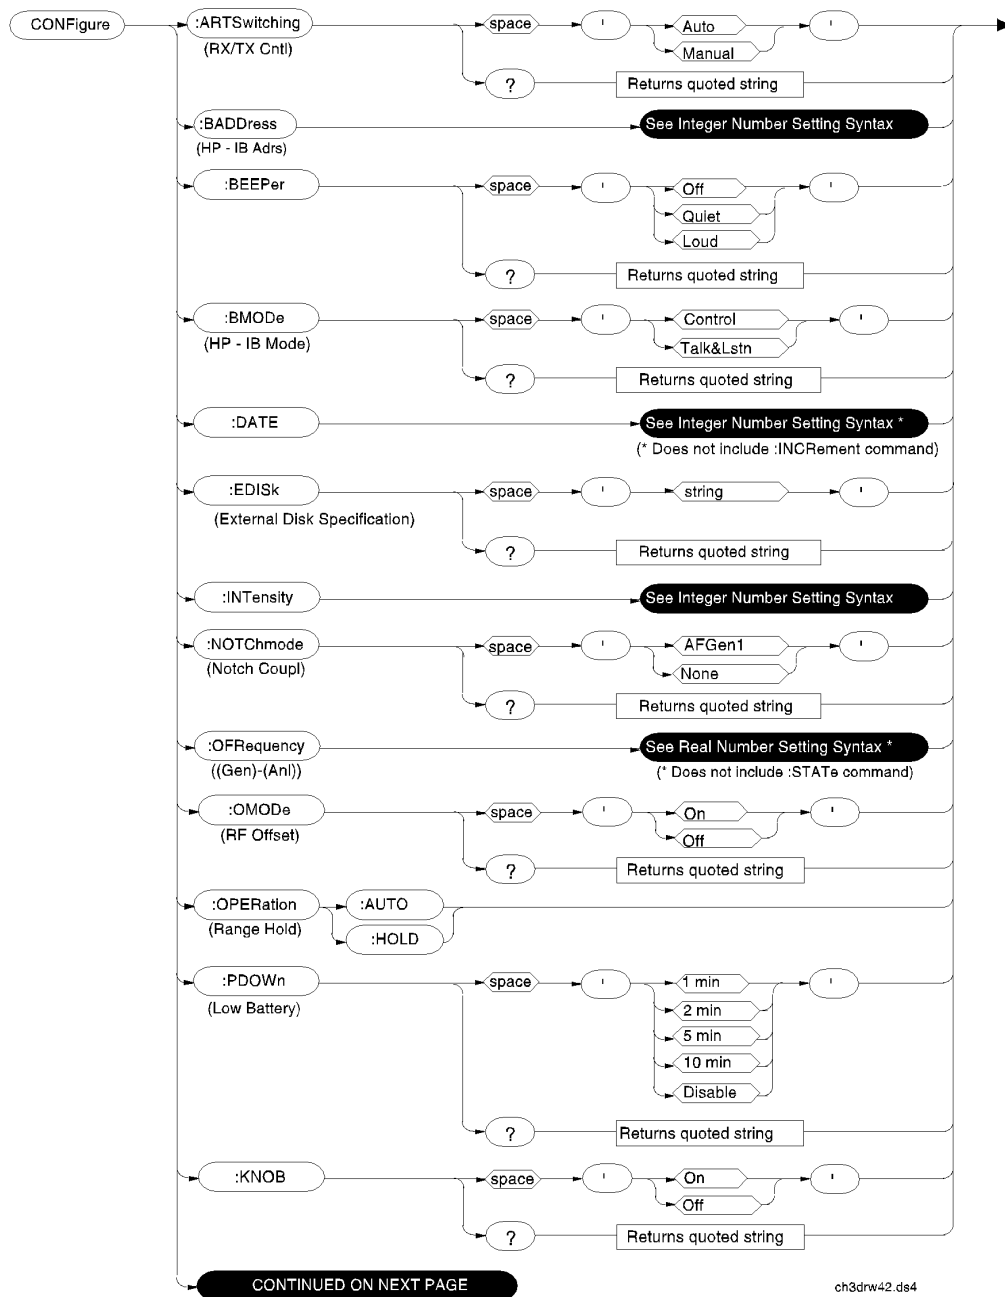 CONFigure :ARTSwitching space ' Auto '
(RX/TX Cntl) Manual
? Returns quoted string
:BADDress See Integer Number Setting Syntax
(HP - IB Adrs)
:BEEPer space ' Off '
Quiet
Loud
? Returns quoted string
:BMODe space ' Control '
(HP - IB Mode) Talk&Lstn
? Returns quoted string
:DATE See Integer Number Setting Syntax *
(* Does not include :INCRement command)
:EDISk space ' string '
(External Disk Specification)
? Returns quoted string
:INTensity See Integer Number Setting Syntax
:NOTChmode space ' AFGen1 '
(Notch Coupl) None
? Returns quoted string
:OFRequency See Real Number Setting Syntax *
((Gen)-(Anl)) (* Does not include :STATe command)
:OMODe space ' On '
(RF Offset) Off
? Returns quoted string
:OPERation :AUTO
(Range Hold) :HOLD
:PDOWn space ' 1 min '
(Low Battery) 2 min
5 min
10 min
Disable
? Returns quoted string
:KNOB space ' On '
Off
? Returns quoted string
CONTINUED ON NEXT PAGE ch3drw42.ds4